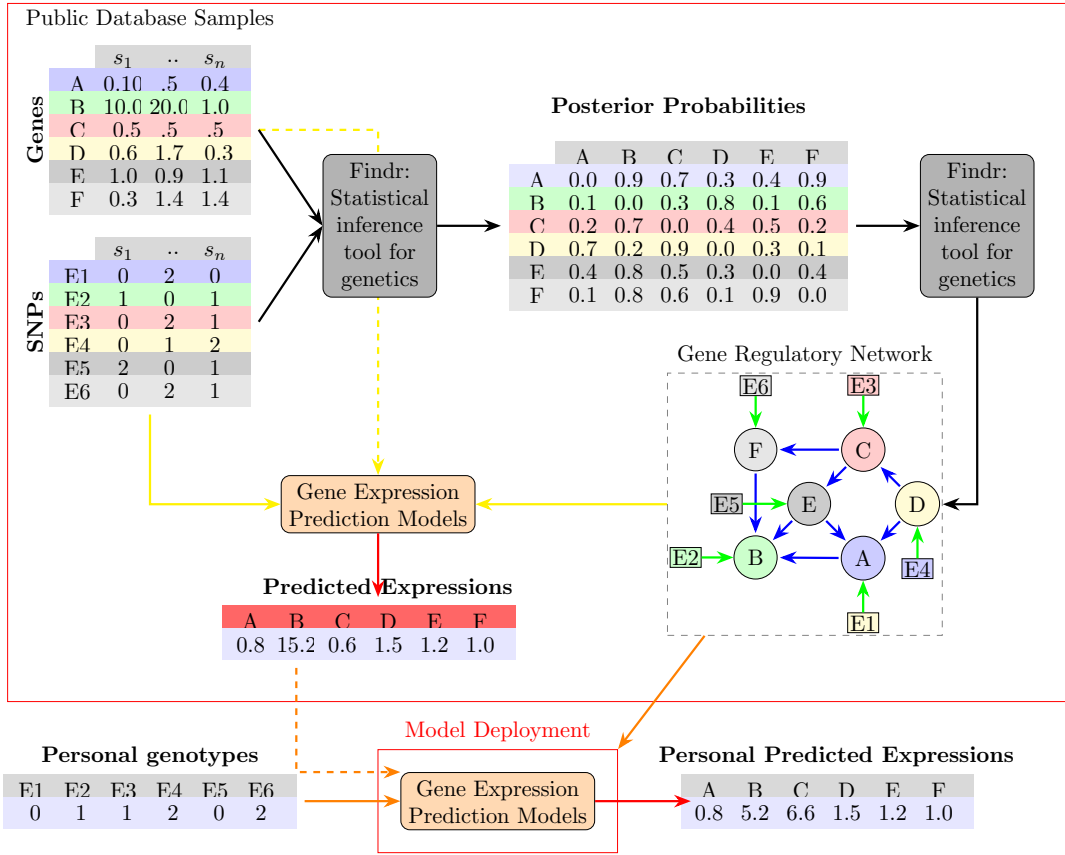 Public Database Samples
Genes
s1 .. sn
A 0.10 .5 0.4
B 10.0 20.0 1.0
C 0.5 .5 .5
D 0.6 1.7 0.3
E 1.0 0.9 1.1
F 0.3 1.4 1.4
SNPs
s1 .. sn
E1 0 2 0
E2 1 0 1
E3 0 2 1
E4 0 1 2
E5 2 0 1
E6 0 2 1
Findr:
Statistical
inference
tool for
genetics
Posterior Probabilities
A B C D E F
A 0.0 0.9 0.7 0.3 0.4 0.9
B 0.1 0.0 0.3 0.8 0.1 0.6
C 0.2 0.7 0.0 0.4 0.5 0.2
D 0.7 0.2 0.9 0.0 0.3 0.1
E 0.4 0.8 0.5 0.3 0.0 0.4
F 0.1 0.8 0.6 0.1 0.9 0.0
Findr:
Statistical
inference
tool for
genetics
Gene Regulatory Network
E6 E3
F C
E5 E D
E2 B A E4
E1
Gene Expression
Prediction Models
Predicted Expressions
A B C D E F
0.8 15.2 0.6 1.5 1.2 1.0
Model Deployment
Personal genotypes
E1 E2 E3 E4 E5 E6
0 1 1 2 0 2
Gene Expression
Prediction Models
Personal Predicted Expressions
A B C D E F
0.8 5.2 6.6 1.5 1.2 1.0